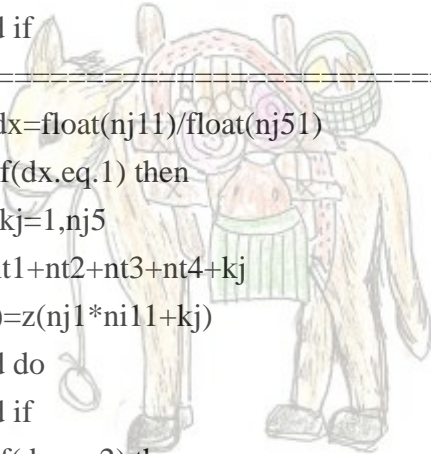 d if
================================
dx=float(nj11)/float(nj51)
f(dx.eq.1) then
kj=1,nj5
nt1+nt2+nt3+nt4+kj
)=z(nj1*ni11+kj)
d do
d if